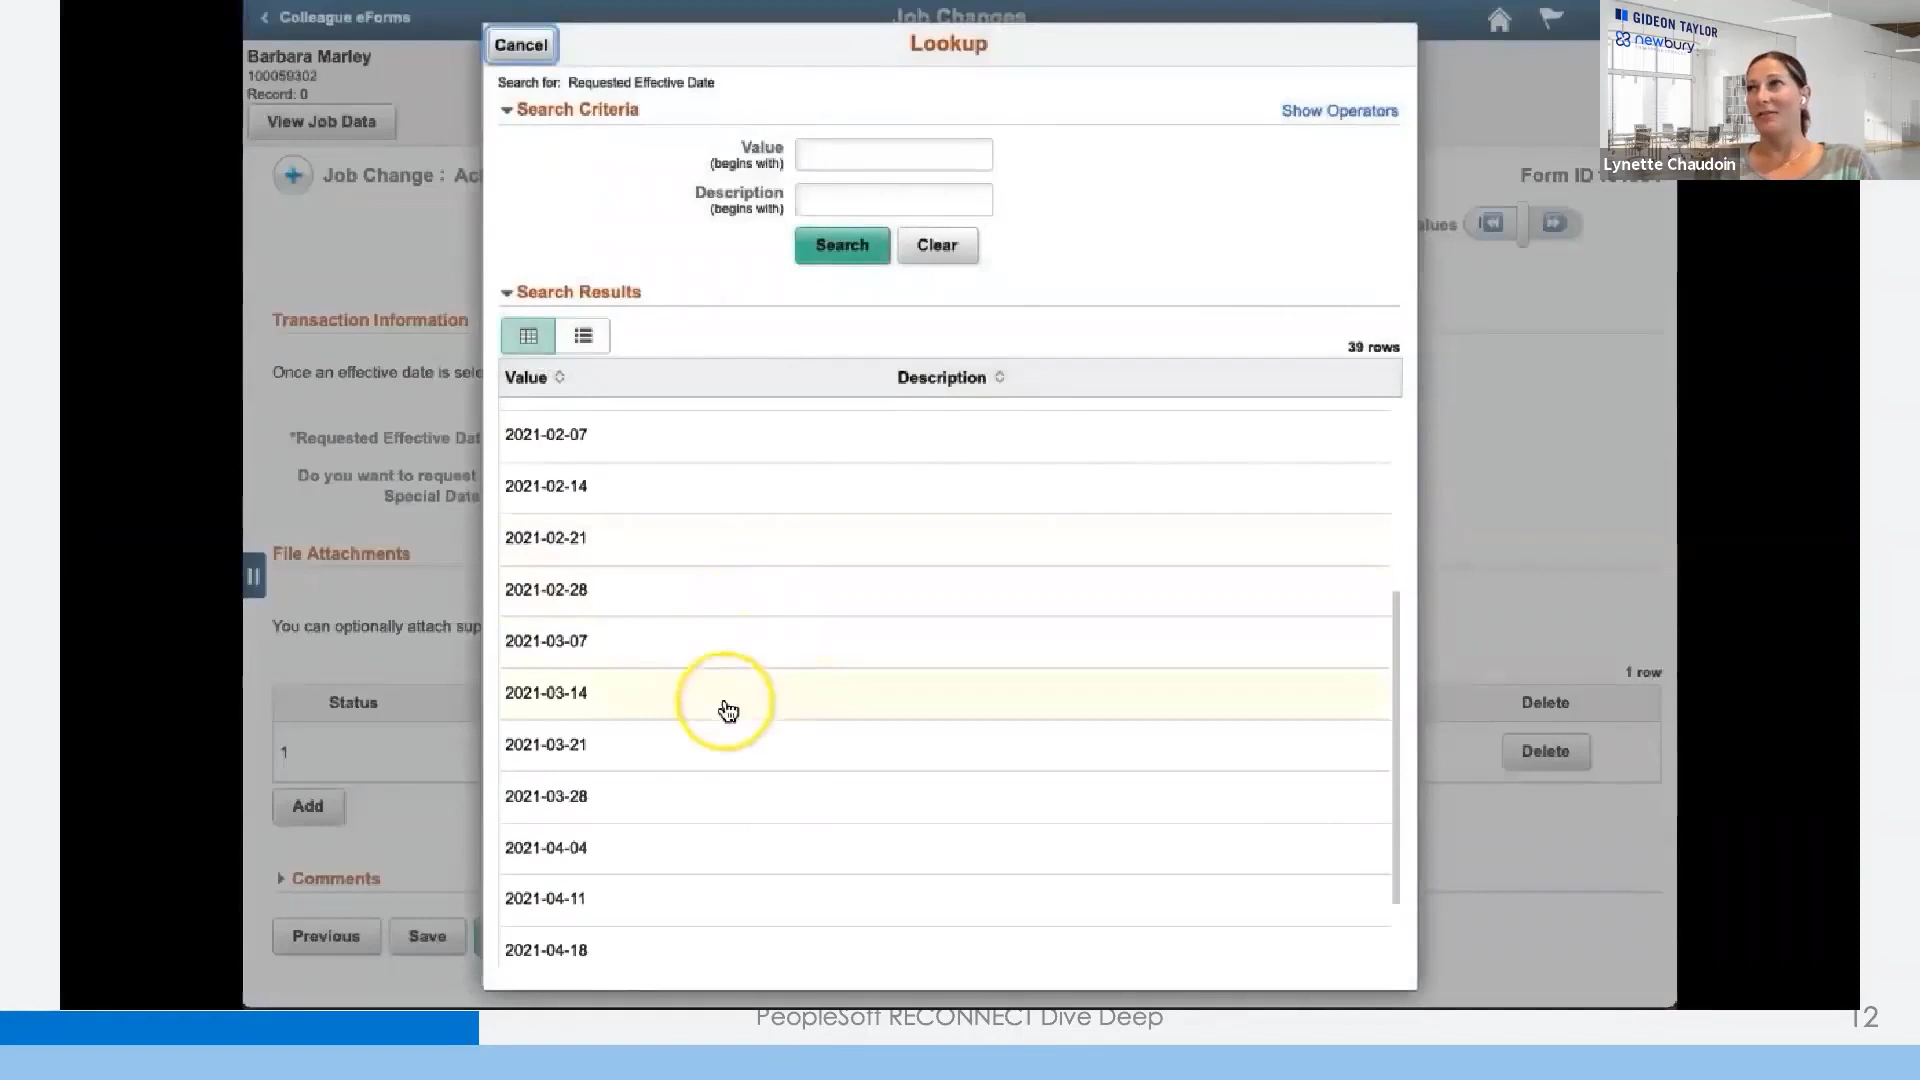 Colleague eForms
Job Changes
GIDEON TAYLOR
newbury
Barbara Marley
100059302
Record: 0
View Job Data
Cancel
Lookup
Search for: Requested Effective Date
Search Criteria
Show Operators
Value
(begins with)
Description
(begins with)
Search
Clear
Lynette Chaudoin
Job Change : Ac
Form ID
alues
Search Results
39 rows
Transaction Information
Once an effective date is sele
*Requested Effective Dat
Do you want to request
Special Date
Value
Description
2021-02-07
2021-02-14
2021-02-21
2021-02-28
2021-03-07
2021-03-14
2021-03-21
2021-03-28
2021-04-04
2021-04-11
2021-04-18
File Attachments
You can optionally attach sup
1 row
Status
Delete
1
Delete
Add
Comments
Previous
Save
PeopleSoft RECONNECT Dive Deep
12